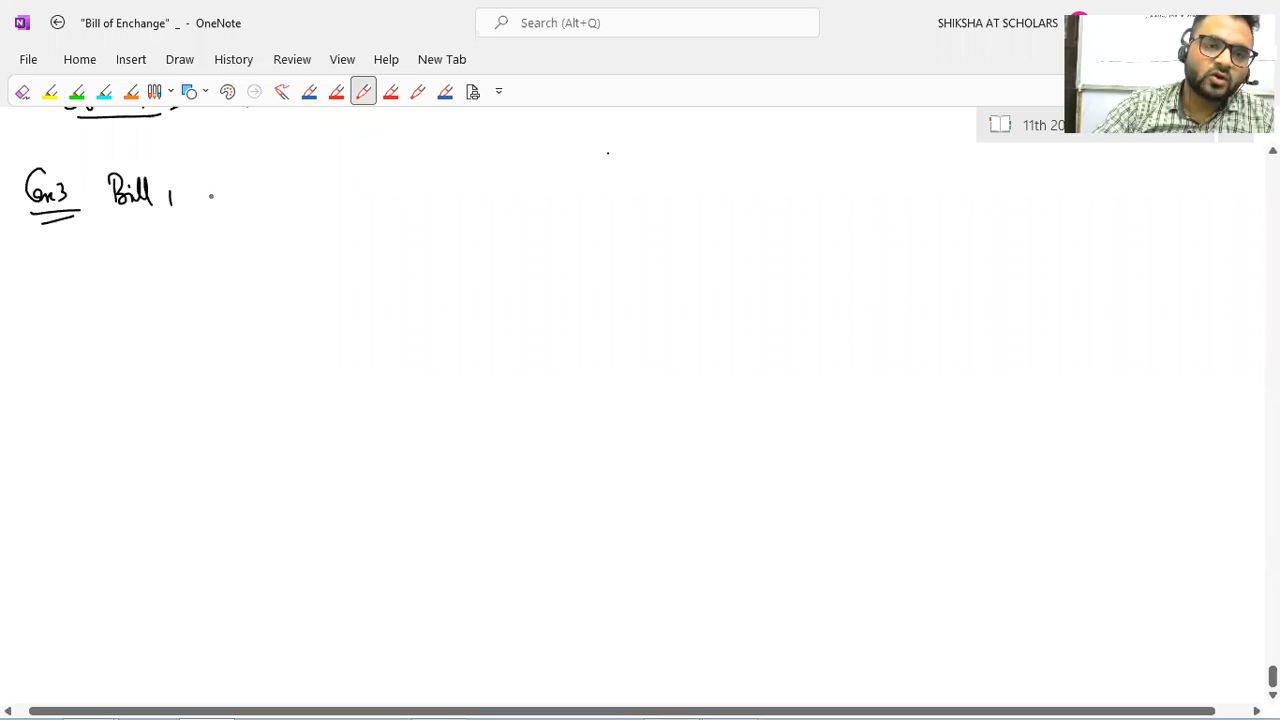 "Bill of Enchange" _ - OneNote
Search (Alt+Q)
SHIKSHA AT SCHOLARS
File Home Insert Draw History Review View Help New Tab
11th 20
Bill 1